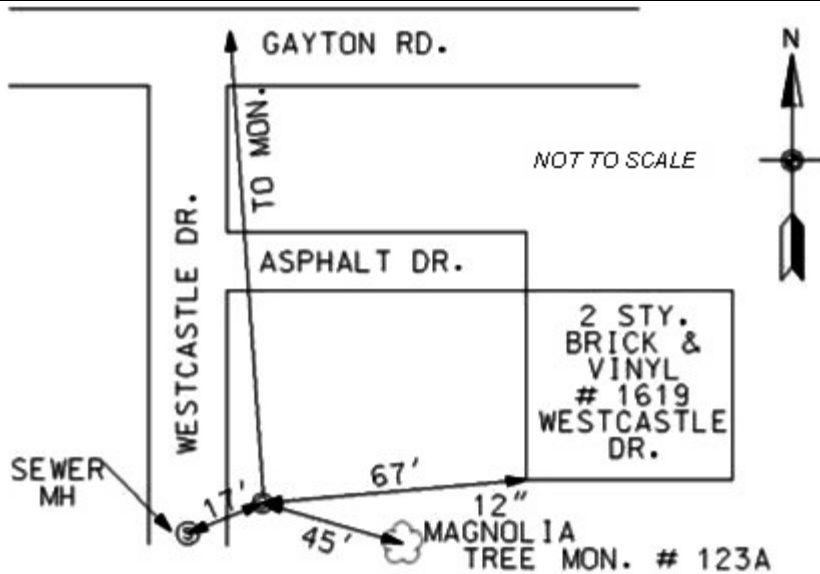 GAYTON RD.
N
TO MON.
NOT TO SCALE
WESTCASTLE DR.
ASPHALT DR.
2 STY.
BRICK &
VINYL
# 1619
WESTCASTLE
DR.
SEWER
MH
S
17'
67'
45'
12"
MAGNOLIA
TREE MON. # 123A